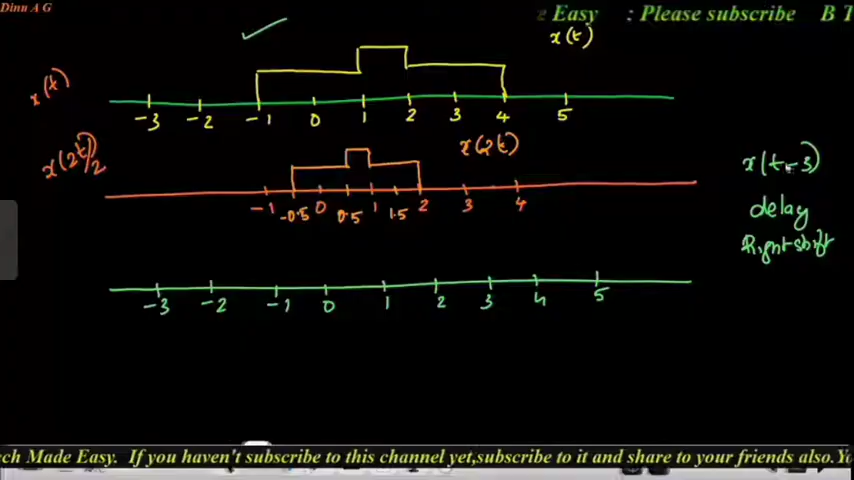 Dinu A G
e Easy : Please subscribe B T
x(t)
x(t)
-3 -2 -1 0 1 2 3 4 5
x(2t)/2
x(2t)
-1 -0.5 0 0.5 1 1.5 2 3 4
x(t-3)
delay
Right shift
-3 -2 -1 0 1 2 3 4 5
ch Made Easy. If you haven't subscribe to this channel yet,subscribe to it and share to your friends also.Yo